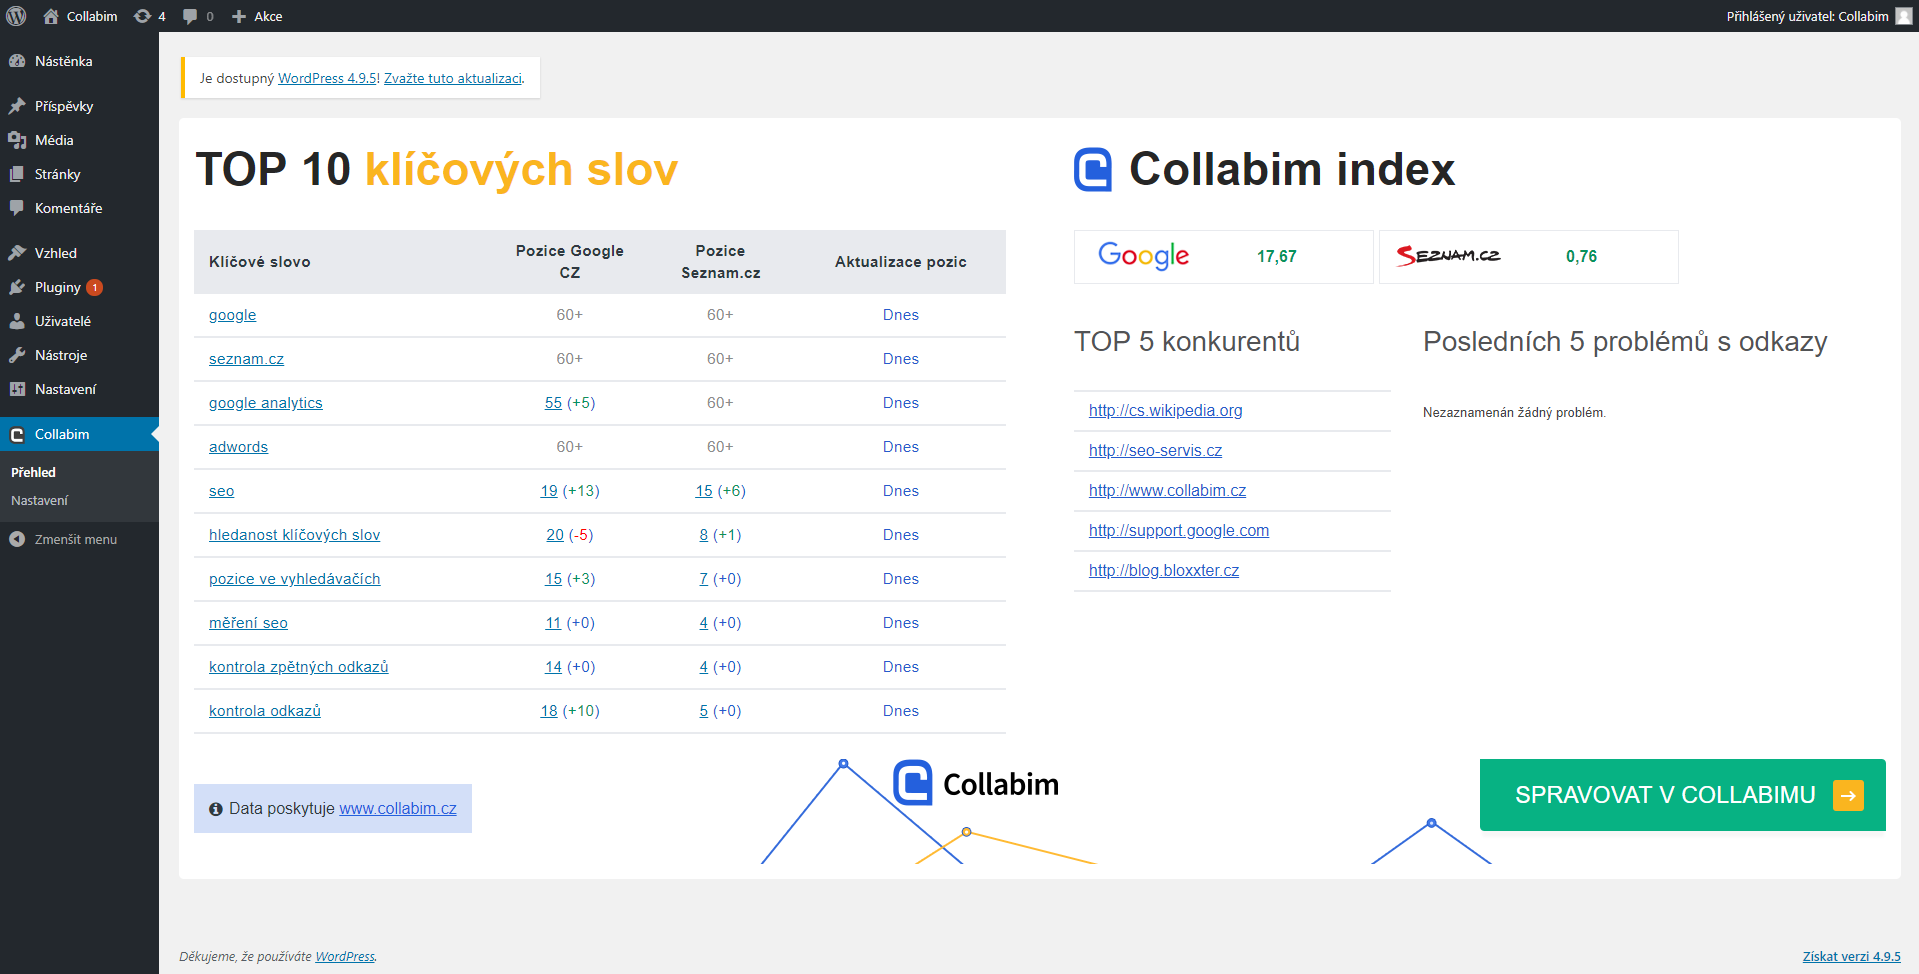 Collabim 4 0 Akce
Přihlášený uživatel: Collabim
Nástěnka
Příspěvky
Média
Stránky
Komentáře
Vzhled
Pluginy 1
Uživatelé
Nástroje
Nastavení
Collabim
Přehled
Nastavení
Zmenšit menu
Je dostupný WordPress 4.9.5! Zvažte tuto aktualizaci.
TOP 10 klíčových slov
Klíčové slovo Pozice Google CZ Pozice Seznam.cz Aktualizace pozic
google 60+ 60+ Dnes
seznam.cz 60+ 60+ Dnes
google analytics 55 (+5) 60+ Dnes
adwords 60+ 60+ Dnes
seo 19 (+13) 15 (+6) Dnes
hledanost klíčových slov 20 (-5) 8 (+1) Dnes
pozice ve vyhledávačích 15 (+3) 7 (+0) Dnes
měření seo 11 (+0) 4 (+0) Dnes
kontrola zpětných odkazů 14 (+0) 4 (+0) Dnes
kontrola odkazů 18 (+10) 5 (+0) Dnes
Collabim index
Google 17,67
Seznam.cz 0,76
TOP 5 konkurentů
http://cs.wikipedia.org
http://seo-servis.cz
http://www.collabim.cz
http://support.google.com
http://blog.bloxxter.cz
Posledních 5 problémů s odkazy
Nezaznamenán žádný problém.
Data poskytuje www.collabim.cz
Collabim
SPRAVOVAT V COLLABIMU
Děkujeme, že používáte WordPress.
Získat verzi 4.9.5